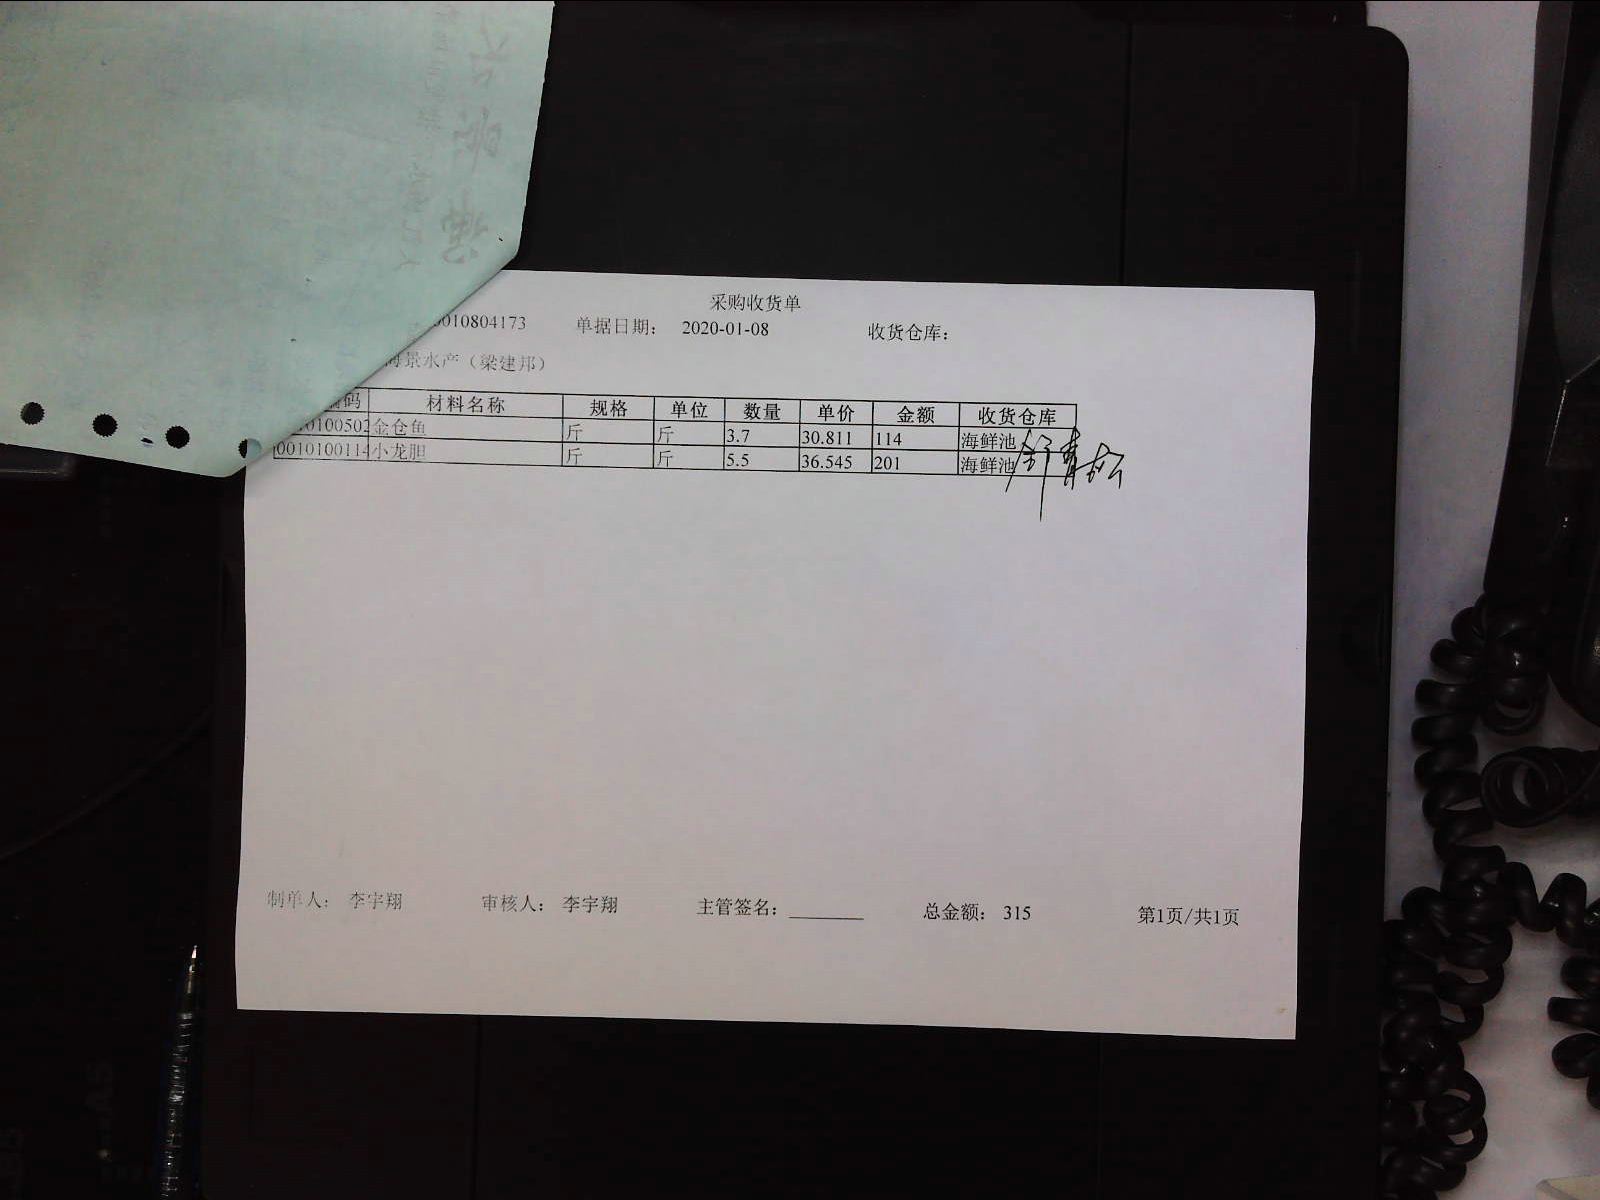 采购收货单
0010804173 单据日期： 2020-01-08 收货仓库：
海景水产（梁建邦）
编码 材料名称 规格 单位 数量 单价 金额 收货仓库
0100502 金仓鱼 斤 斤 3.7 30.811 114 海鲜池
0010100114 小龙胆 斤 斤 5.5 36.545 201 海鲜池
制单人： 李宇翔 审核人： 李宇翔 主管签名： 总金额： 315 第1页/共1页